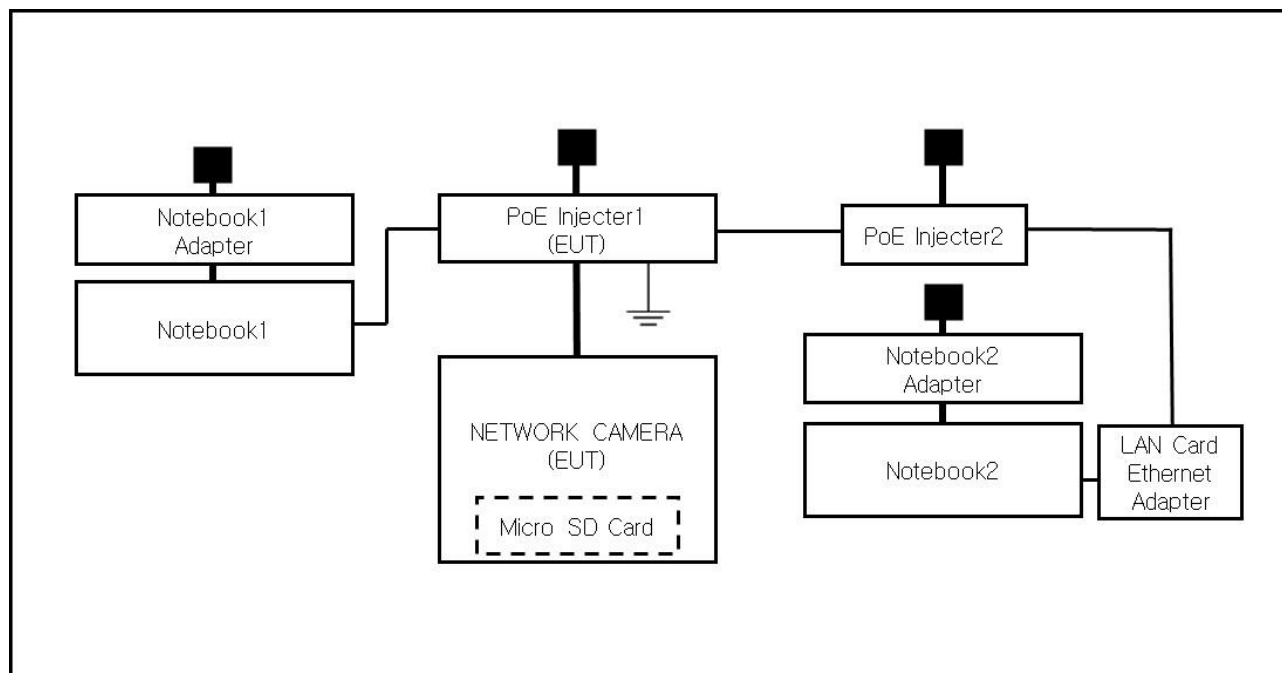 Notebook1
Adapter
Notebook1
PoE Injecter1
(EUT)
NETWORK CAMERA
(EUT)
Micro SD Card
PoE Injecter2
Notebook2
Adapter
Notebook2
LAN Card
Ethernet
Adapter